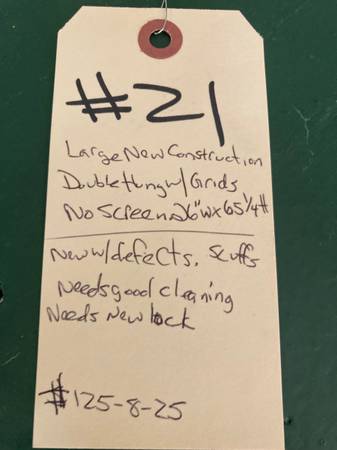 #21
Large New Construction
Double Hung w/ Grids
No Screen 26"W x 65 1/4 H
New w/defects. Scuffs
Needs good cleaning
Needs New lock
$125-8-25